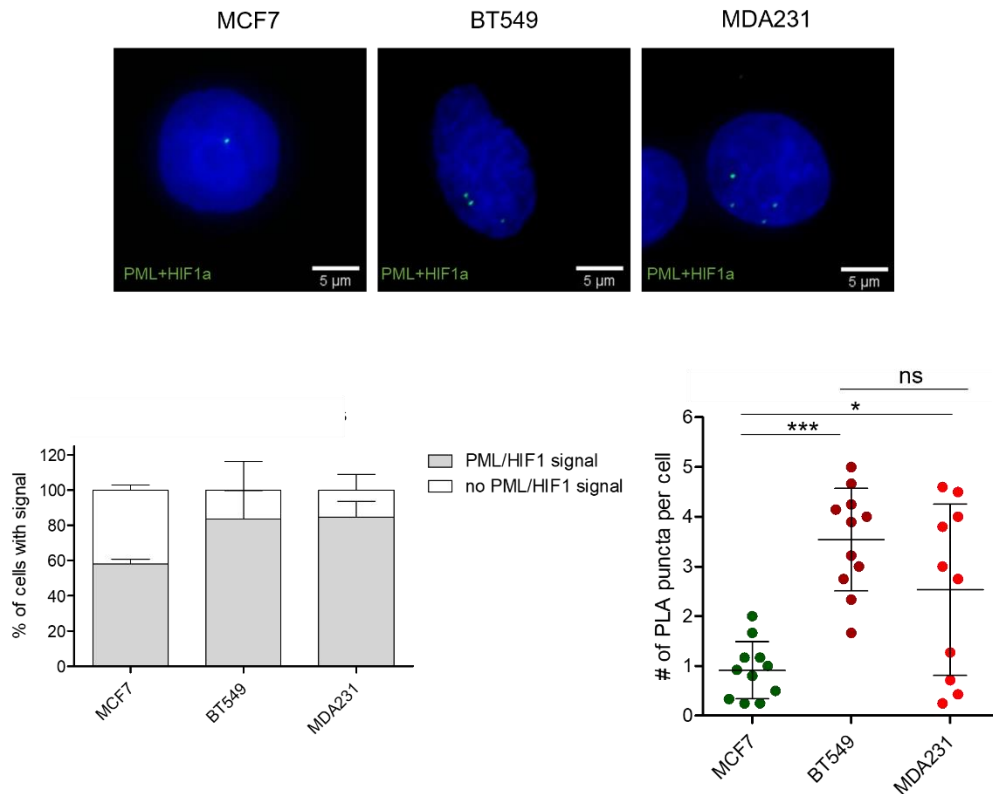 MCF7 BT549 MDA231
PML+HIF1a 5 µm PML+HIF1a 5 µm PML+HIF1a 5 µm
% of cells with signal
120
100
80
60
40
20
0
MCF7 BT549 MDA231
PML/HIF1 signal
no PML/HIF1 signal
# of PLA puncta per cell
ns
*
***
6
5
4
3
2
1
0
MCF7 BT549 MDA231